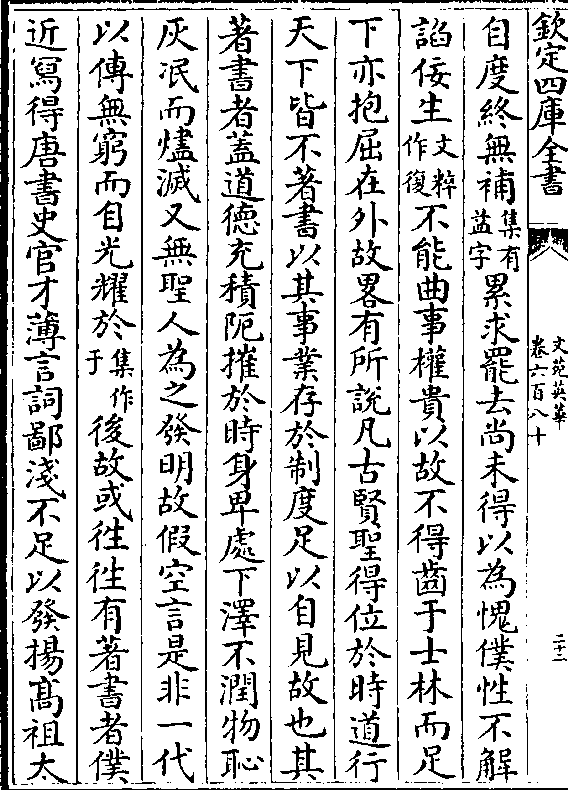 欽定四庫全書
文苑英華
卷六百八十
二十二
自度終無補集有益字累求罷去尚未得以為愧僕性不解
諂佞生文粹作復不能曲事權貴以故不得齒于士林而足
下亦抱屈在外故畧有所說凡古賢聖得位於時道行
天下皆不著書以其事業存於制度足以自見故也其
著書者蓋道德充積阨摧於時身卑處下澤不潤物恥
灰冺而燼滅又無聖人為之發明故假空言是非一代
以傳無窮而自光耀於集作于後故或往往有著書者僕
近寫得唐書史官才薄言詞鄙淺不足以發揚髙祖太